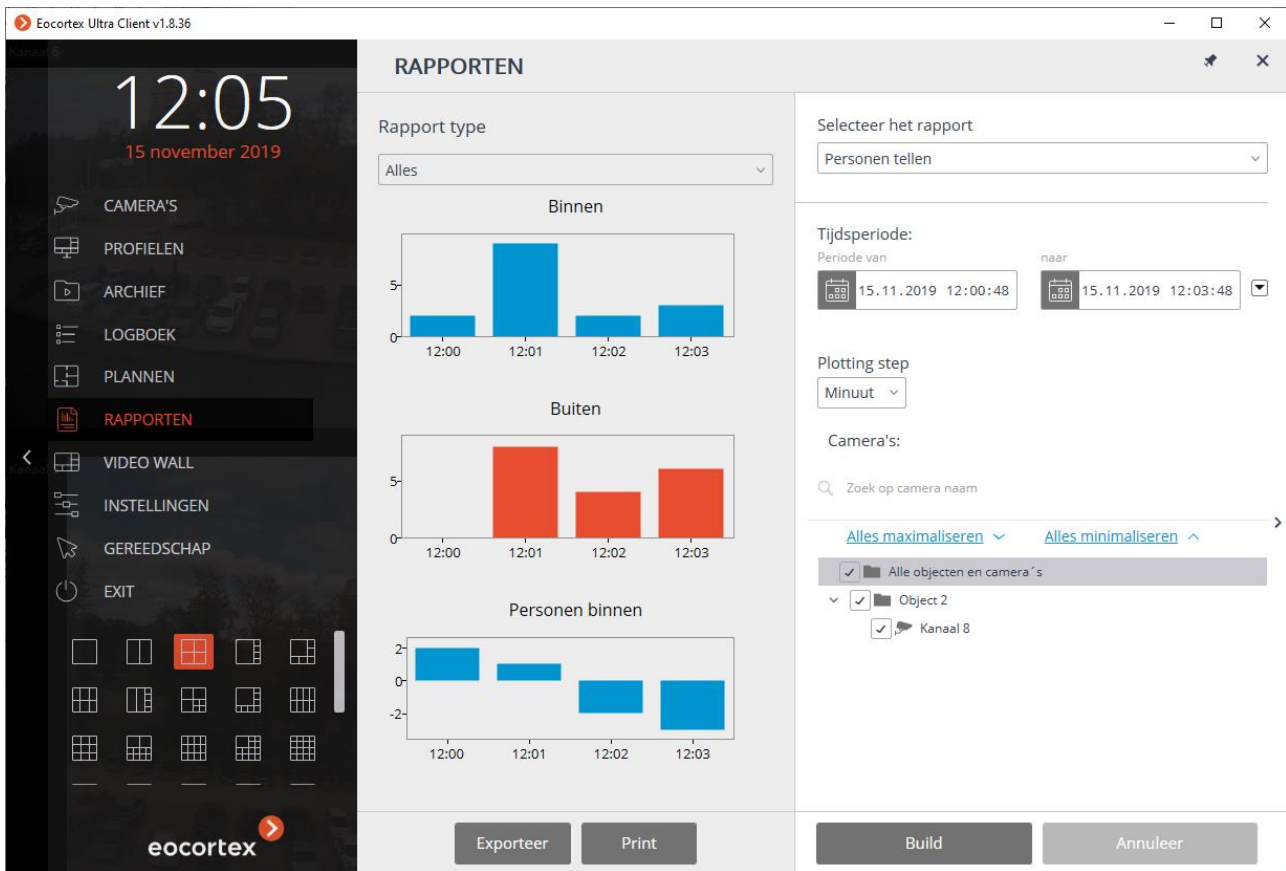 Eocortex Ultra Client v1.8.36
Kanaal 6
12:05
15 november 2019
CAMERA'S
PROFIELEN
ARCHIEF
LOGBOEK
PLANNEN
RAPPORTEN
VIDEO WALL
INSTELLINGEN
GEREEDSCHAP
EXIT
eocortex
RAPPORTEN
Rapport type
Alles
Binnen
5
0
12:00 12:01 12:02 12:03
Buiten
5
0
12:00 12:01 12:02 12:03
Personen binnen
2
0
-2
12:00 12:01 12:02 12:03
Exporteer Print
Selecteer het rapport
Personen tellen
Tijdsperiode:
Periode van naar
15.11.2019 12:00:48 15.11.2019 12:03:48
Plotting step
Minuut
Camera's:
Zoek op camera naam
Alles maximaliseren Alles minimaliseren
Alle objecten en camera´s
Object 2
Kanaal 8
Build Annuleer